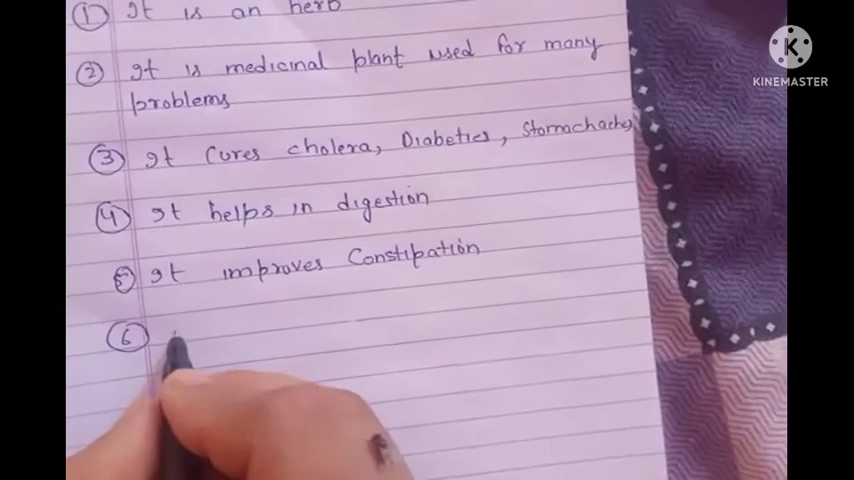 ① It is an herb
② It is medicinal plant used for many
problems
③ It Cures cholera, Diabetics, Stomachache,
④ It helps in digestion
⑤ It improves Constipation
⑥
K
KINEMASTER